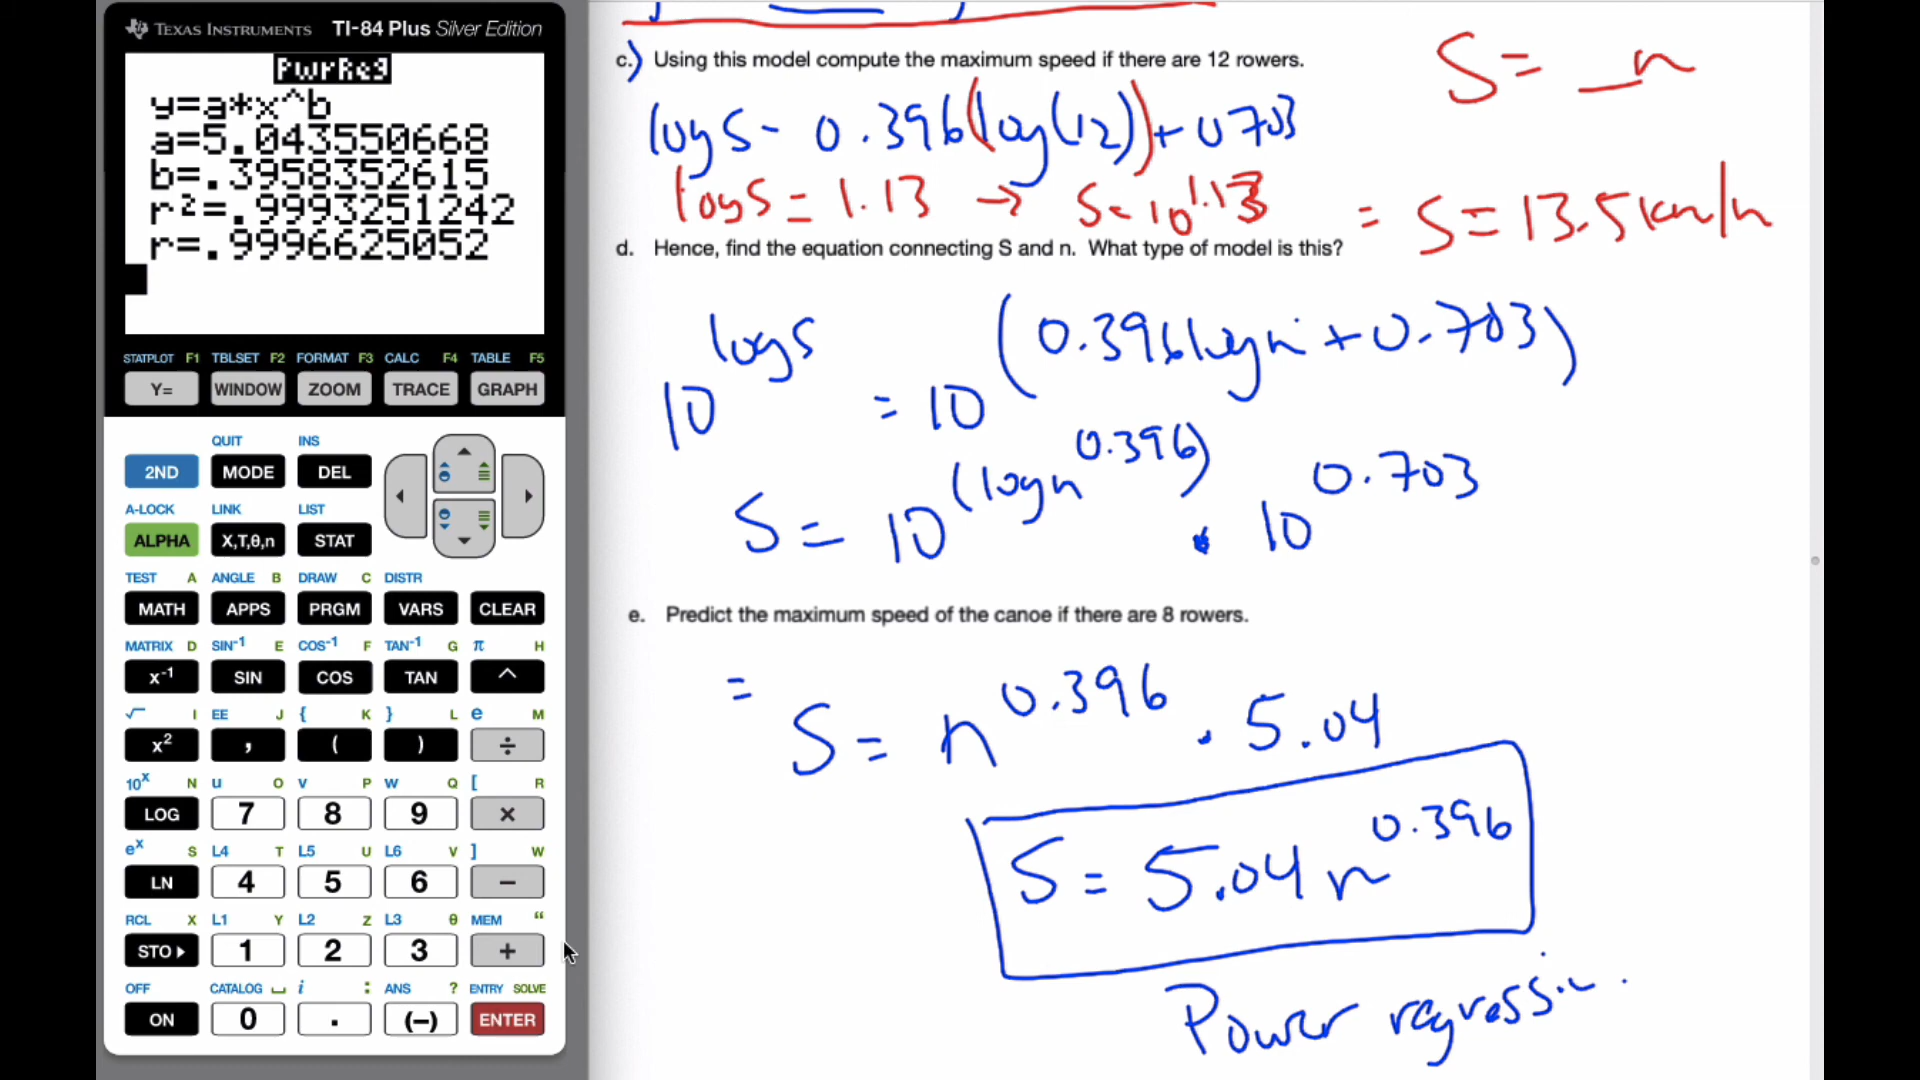 TEXAS INSTRUMENTS TI-84 Plus Silver Edition
PwrReg
y=a*x^b
a=5.043550668
b=.3958352615
r²=.9993251242
r=.9996625052
STATPLOT F1 TBLSET F2 FORMAT F3 CALC F4 TABLE F5
Y= WINDOW ZOOM TRACE GRAPH
QUIT INS
2ND MODE DEL
A-LOCK LINK LIST
ALPHA X,T,θ,n STAT
TEST A ANGLE B DRAW C DISTR
MATH APPS PRGM VARS CLEAR
MATRIX D SIN⁻¹ E COS⁻¹ F TAN⁻¹ G π H
x⁻¹ SIN COS TAN ^
√ I EE J { K } L e M
x² , ( ) ÷
10ˣ N u O v P w Q [ R
LOG 7 8 9 ×
eˣ S L4 T L5 U L6 V ] W
LN 4 5 6 −
RCL X L1 Y L2 Z L3 θ MEM “
STO▸ 1 2 3 +
OFF CATALOG ⎵ i : ANS ? ENTRY SOLVE
ON 0 . (−) ENTER
c.) Using this model compute the maximum speed if there are 12 rowers.
S = _n
log S - 0.396(log(12)) + 0703
log S = 1.13 → S = 10^1.13 = S = 13.5 km/h
d. Hence, find the equation connecting S and n. What type of model is this?
10^log S = 10^(0.396 log n + 0.703)
S = 10^(log n^0.396) · 10^0.703
e. Predict the maximum speed of the canoe if there are 8 rowers.
= S = n^0.396 · 5.04
S = 5.04 n^0.396
Power regression.